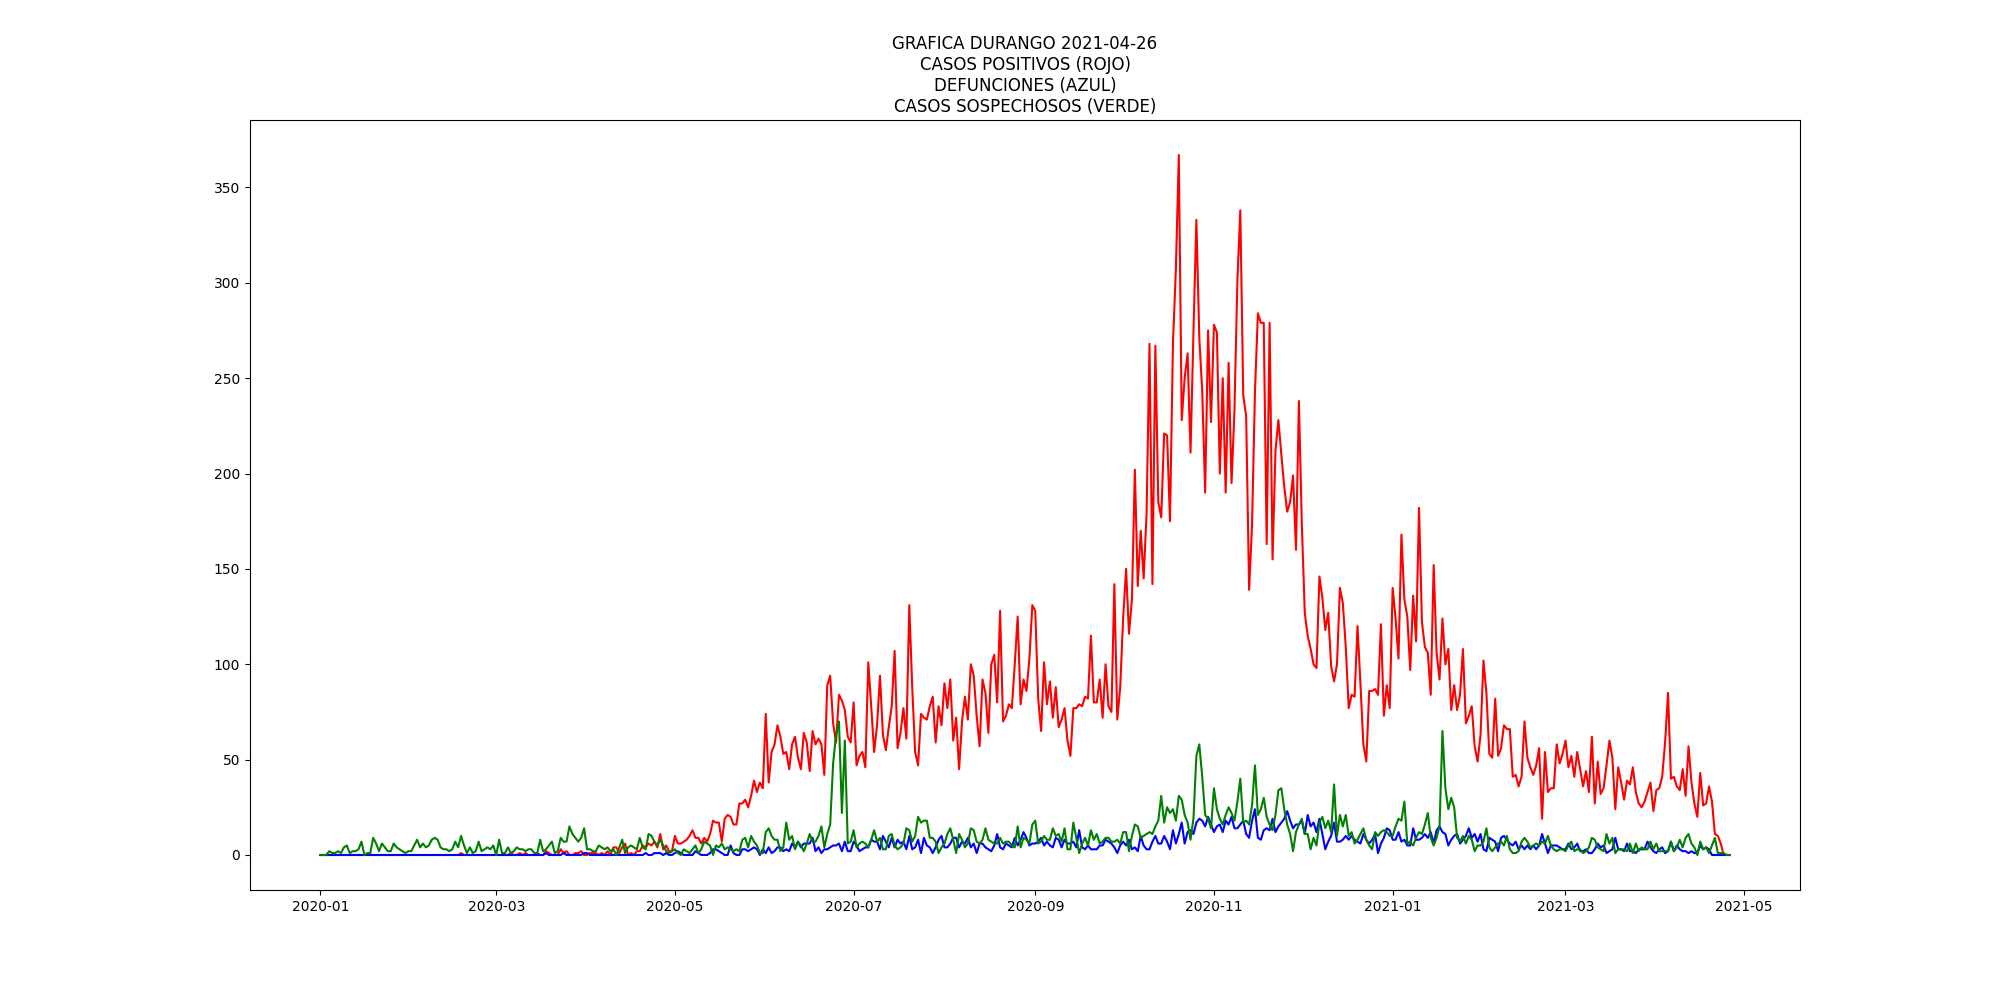 GRAFICA DURANGO 2021-04-26
CASOS POSITIVOS (ROJO)
DEFUNCIONES (AZUL)
CASOS SOSPECHOSOS (VERDE)
350
300
250
200
150
100
50
0
2020-01 2020-03 2020-05 2020-07 2020-09 2020-11 2021-01 2021-03 2021-05